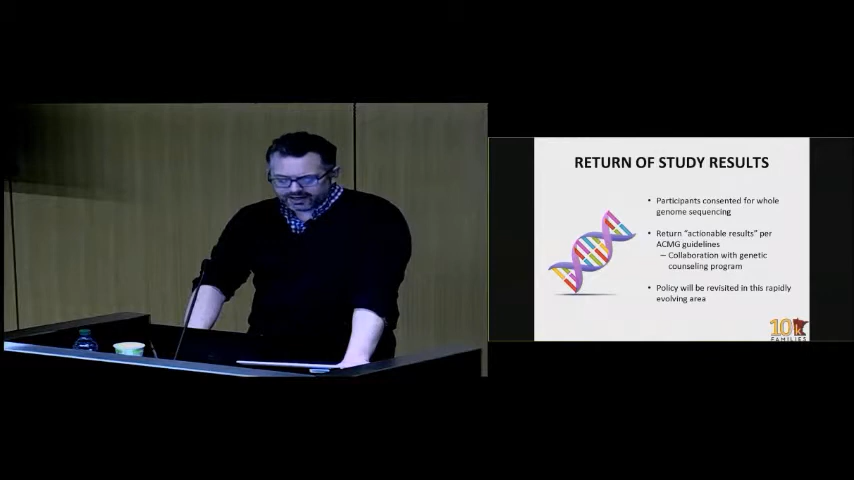 RETURN OF STUDY RESULTS
• Participants consented for whole
genome sequencing
• Return "actionable results" per
ACMG guidelines
– Collaboration with genetic
counseling program
• Policy will be revisited in this rapidly
evolving area
10K
FAMILIES